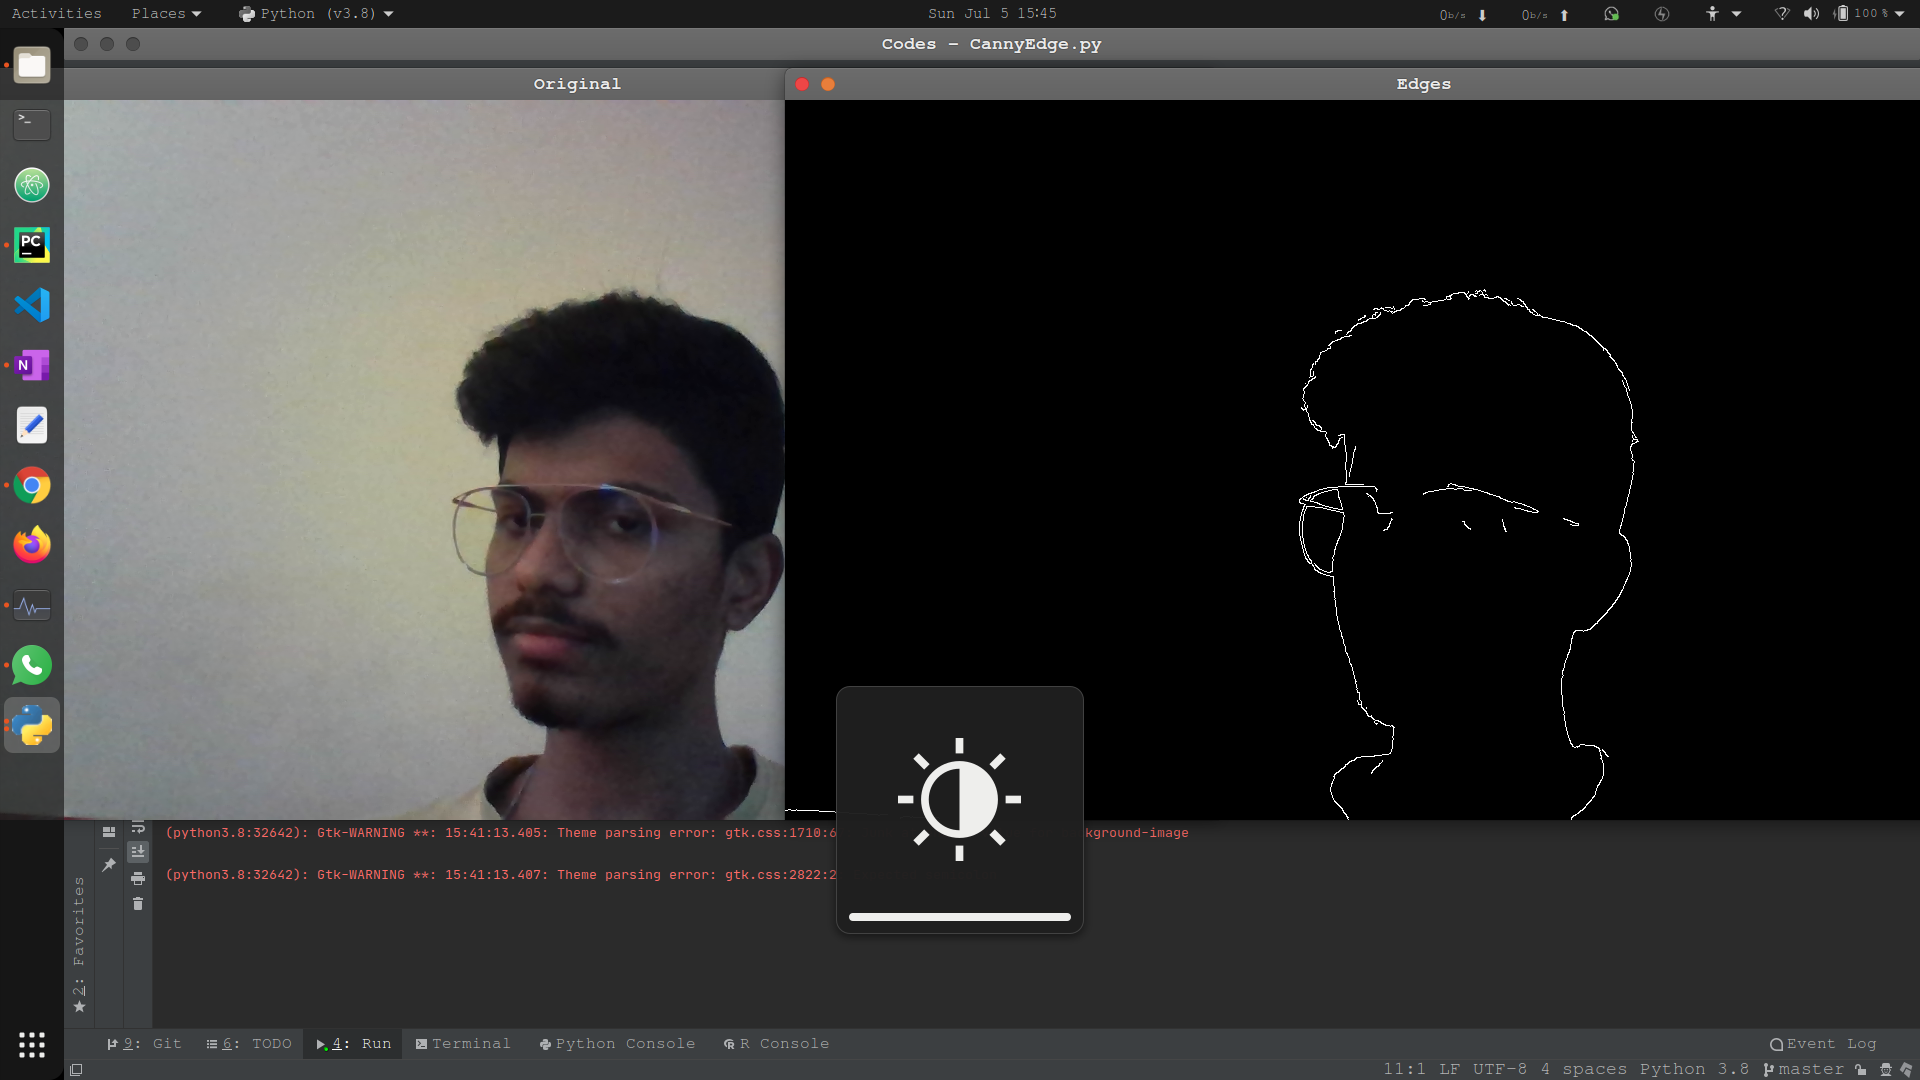 Activities Places Python (v3.8) Sun Jul 5 15:45 0b/s 0b/s 100 %
Codes – CannyEdge.py
Original
Edges
>_
PC
N
(python3.8:32642): Gtk-WARNING **: 15:41:13.405: Theme parsing error: gtk.css:1710:6 kground-image
(python3.8:32642): Gtk-WARNING **: 15:41:13.407: Theme parsing error: gtk.css:2822:2
2: Favorites
9: Git 6: TODO 4: Run Terminal Python Console R Console Event Log
11:1 LF UTF-8 4 spaces Python 3.8 master